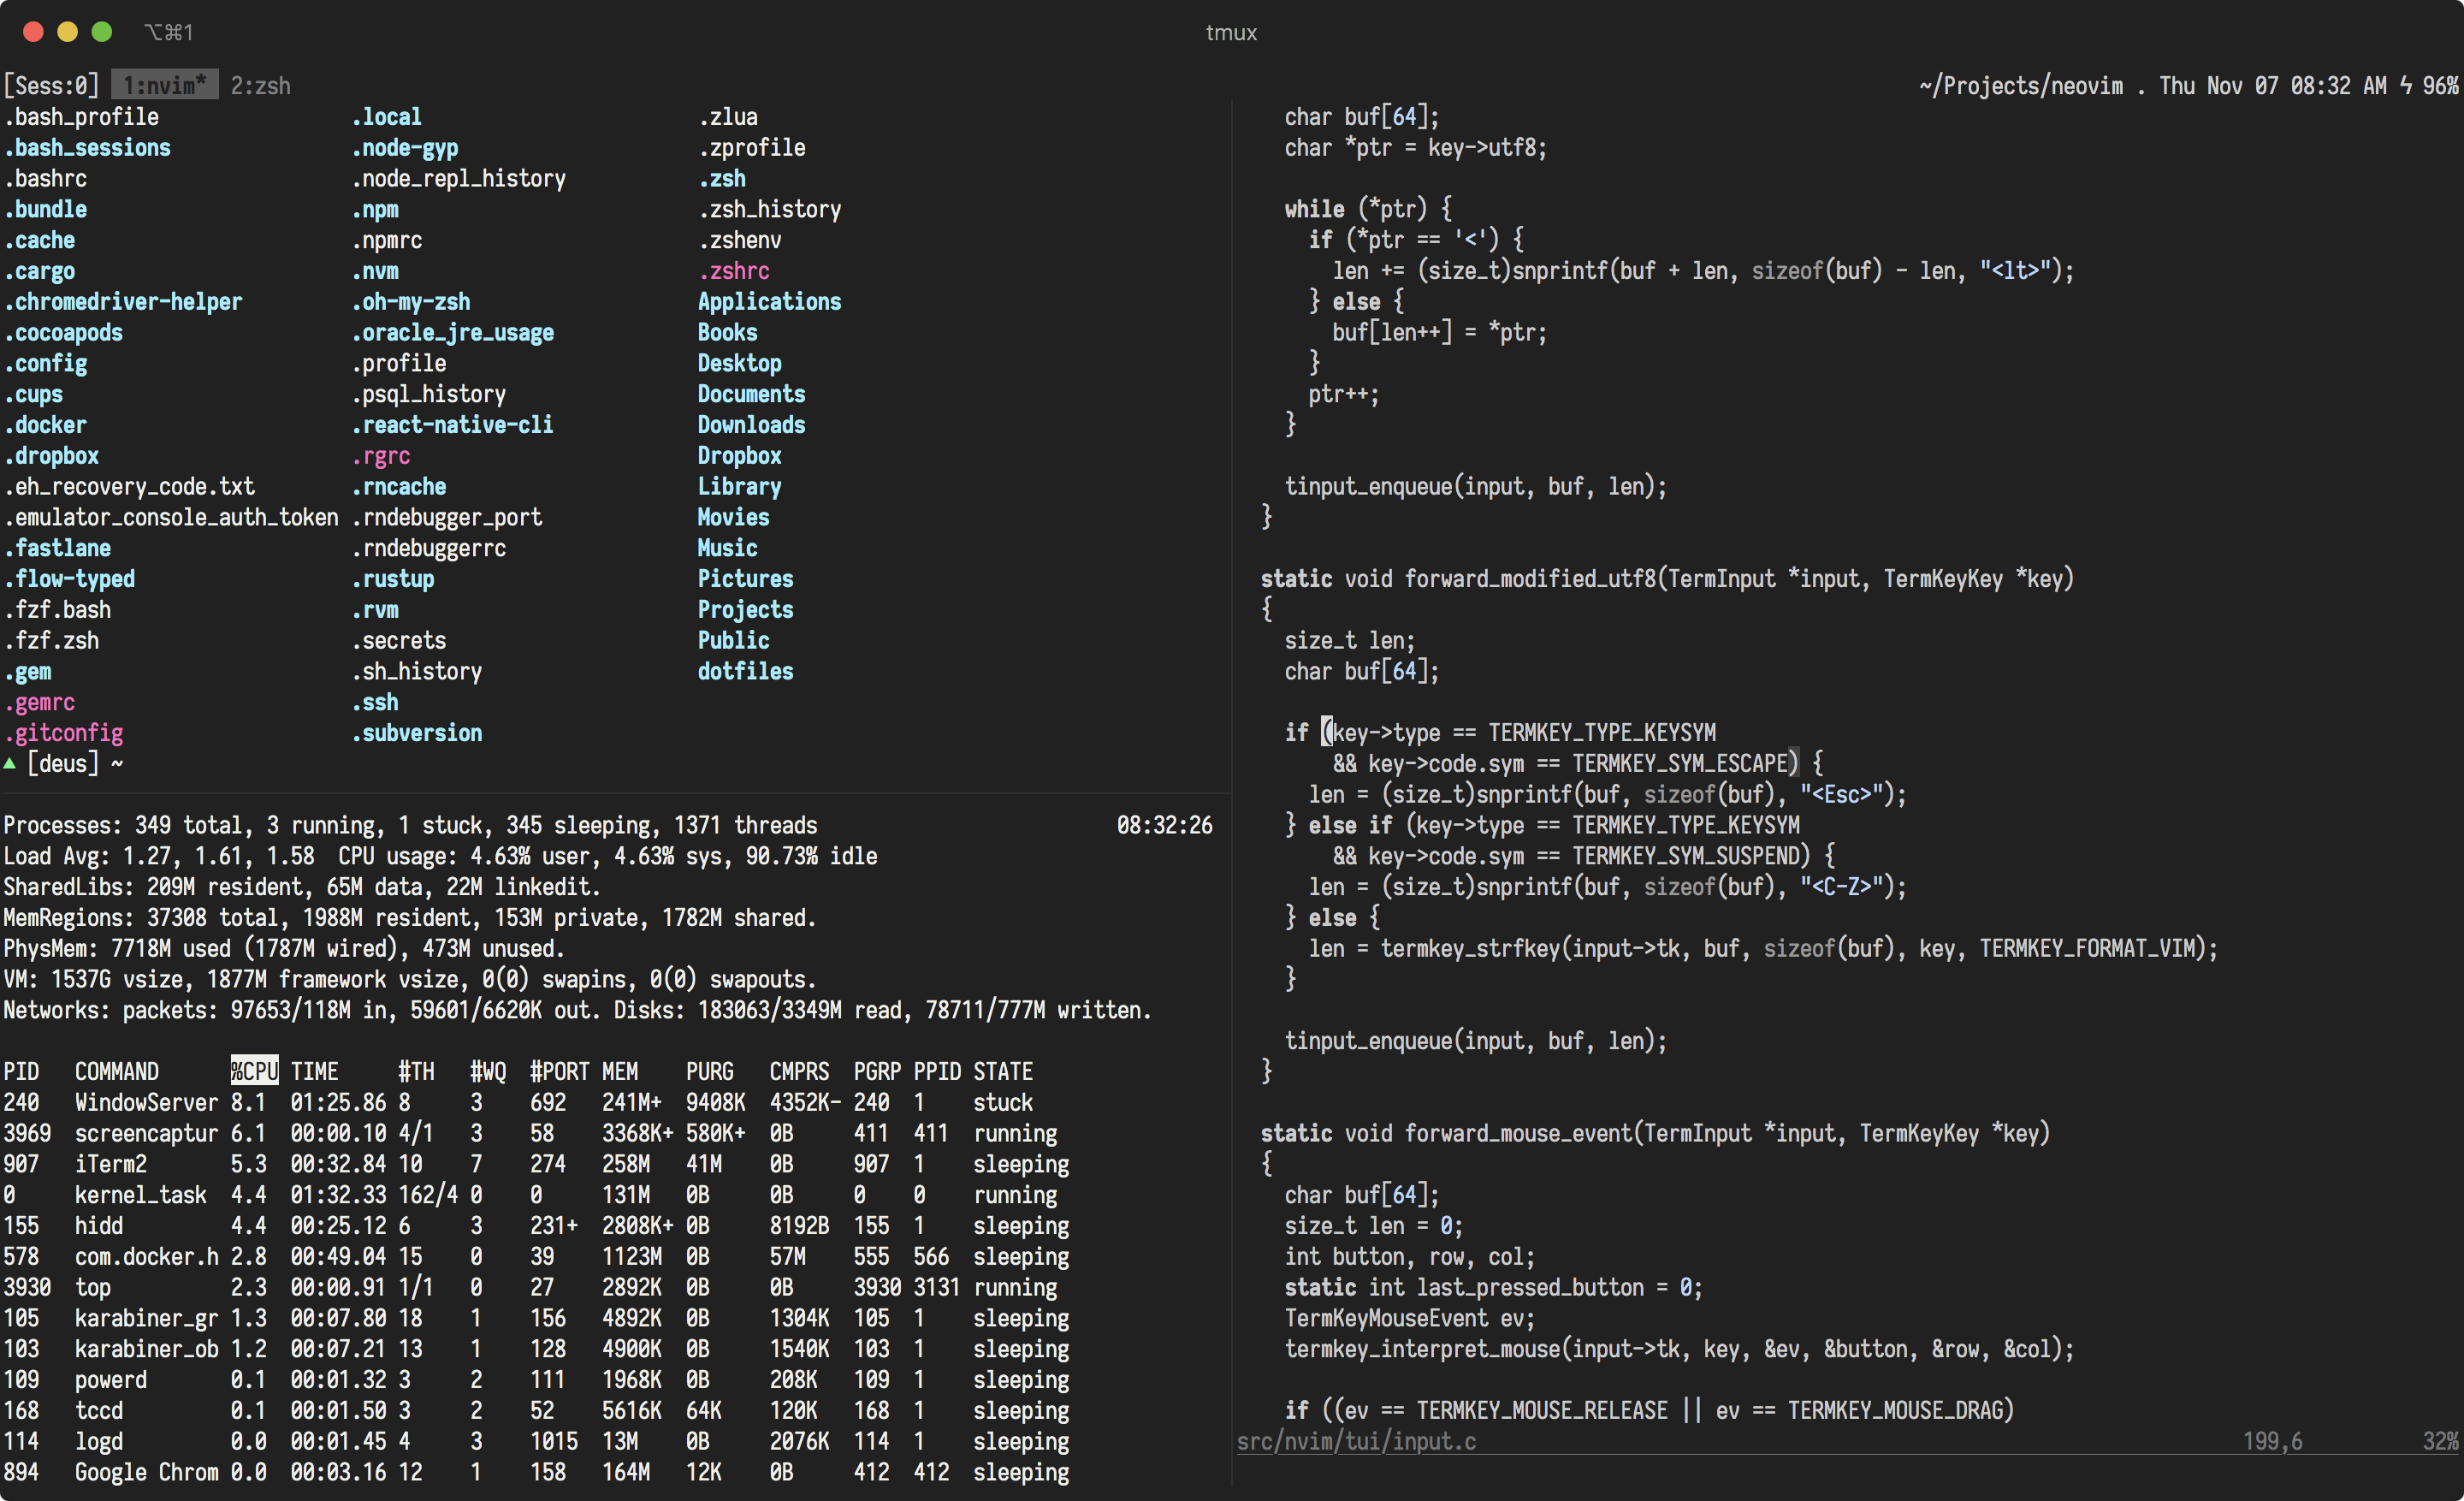 ⌥⌘1
tmux
[Sess:0] 1:nvim* 2:zsh
~/Projects/neovim . Thu Nov 07 08:32 AM ϟ 96%
.bash_profile .local .zlua
.bash_sessions .node-gyp .zprofile
.bashrc .node_repl_history .zsh
.bundle .npm .zsh_history
.cache .npmrc .zshenv
.cargo .nvm .zshrc
.chromedriver-helper .oh-my-zsh Applications
.cocoapods .oracle_jre_usage Books
.config .profile Desktop
.cups .psql_history Documents
.docker .react-native-cli Downloads
.dropbox .rgrc Dropbox
.eh_recovery_code.txt .rncache Library
.emulator_console_auth_token .rndebugger_port Movies
.fastlane .rndebuggerrc Music
.flow-typed .rustup Pictures
.fzf.bash .rvm Projects
.fzf.zsh .secrets Public
.gem .sh_history dotfiles
.gemrc .ssh
.gitconfig .subversion
▲ [deus] ~
Processes: 349 total, 3 running, 1 stuck, 345 sleeping, 1371 threads 08:32:26
Load Avg: 1.27, 1.61, 1.58  CPU usage: 4.63% user, 4.63% sys, 90.73% idle
SharedLibs: 209M resident, 65M data, 22M linkedit.
MemRegions: 37308 total, 1988M resident, 153M private, 1782M shared.
PhysMem: 7718M used (1787M wired), 473M unused.
VM: 1537G vsize, 1877M framework vsize, 0(0) swapins, 0(0) swapouts.
Networks: packets: 97653/118M in, 59601/6620K out. Disks: 183063/3349M read, 78711/777M written.
PID COMMAND %CPU TIME #TH #WQ #PORT MEM PURG CMPRS PGRP PPID STATE
240 WindowServer 8.1 01:25.86 8 3 692 241M+ 9408K 4352K- 240 1 stuck
3969 screencaptur 6.1 00:00.10 4/1 3 58 3368K+ 580K+ 0B 411 411 running
907 iTerm2 5.3 00:32.84 10 7 274 258M 41M 0B 907 1 sleeping
0 kernel_task 4.4 01:32.33 162/4 0 0 131M 0B 0B 0 0 running
155 hidd 4.4 00:25.12 6 3 231+ 2808K+ 0B 8192B 155 1 sleeping
578 com.docker.h 2.8 00:49.04 15 0 39 1123M 0B 57M 555 566 sleeping
3930 top 2.3 00:00.91 1/1 0 27 2892K 0B 0B 3930 3131 running
105 karabiner_gr 1.3 00:07.80 18 1 156 4892K 0B 1304K 105 1 sleeping
103 karabiner_ob 1.2 00:07.21 13 1 128 4900K 0B 1540K 103 1 sleeping
109 powerd 0.1 00:01.32 3 2 111 1968K 0B 208K 109 1 sleeping
168 tccd 0.1 00:01.50 3 2 52 5616K 64K 120K 168 1 sleeping
114 logd 0.0 00:01.45 4 3 1015 13M 0B 2076K 114 1 sleeping
894 Google Chrom 0.0 00:03.16 12 1 158 164M 12K 0B 412 412 sleeping
char buf[64];
char *ptr = key->utf8;
while (*ptr) {
if (*ptr == '<') {
len += (size_t)snprintf(buf + len, sizeof(buf) - len, "<lt>");
} else {
buf[len++] = *ptr;
}
ptr++;
}
tinput_enqueue(input, buf, len);
}
static void forward_modified_utf8(TermInput *input, TermKeyKey *key)
{
size_t len;
char buf[64];
if (key->type == TERMKEY_TYPE_KEYSYM
&& key->code.sym == TERMKEY_SYM_ESCAPE) {
len = (size_t)snprintf(buf, sizeof(buf), "<Esc>");
} else if (key->type == TERMKEY_TYPE_KEYSYM
&& key->code.sym == TERMKEY_SYM_SUSPEND) {
len = (size_t)snprintf(buf, sizeof(buf), "<C-Z>");
} else {
len = termkey_strfkey(input->tk, buf, sizeof(buf), key, TERMKEY_FORMAT_VIM);
}
tinput_enqueue(input, buf, len);
}
static void forward_mouse_event(TermInput *input, TermKeyKey *key)
{
char buf[64];
size_t len = 0;
int button, row, col;
static int last_pressed_button = 0;
TermKeyMouseEvent ev;
termkey_interpret_mouse(input->tk, key, &ev, &button, &row, &col);
if ((ev == TERMKEY_MOUSE_RELEASE || ev == TERMKEY_MOUSE_DRAG)
src/nvim/tui/input.c 199,6 32%